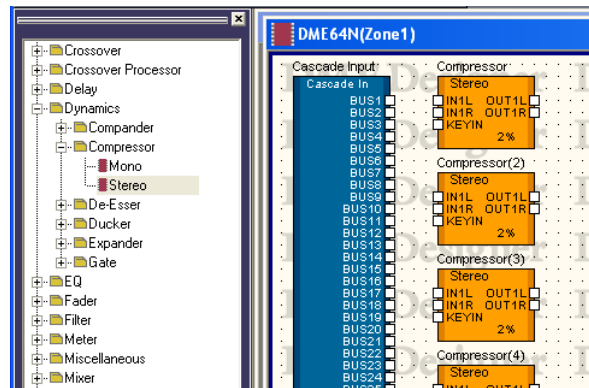 Crossover
Crossover Processor
Delay
Dynamics
Compander
Compressor
Mono
Stereo
De-Esser
Ducker
Expander
Gate
EQ
Fader
Filter
Meter
Miscellaneous
Mixer
DME64N(Zone1)
Cascade Input
Cascade In
BUS1
BUS2
BUS3
BUS4
BUS5
BUS6
BUS7
BUS8
BUS9
BUS10
BUS11
BUS12
BUS13
BUS14
BUS15
BUS16
BUS17
BUS18
BUS19
BUS20
BUS21
BUS22
BUS23
BUS24
Compressor
Stereo
IN1L OUT1L
IN1R OUT1R
KEYIN
2%
Compressor(2)
Stereo
IN1L OUT1L
IN1R OUT1R
KEYIN
2%
Compressor(3)
Stereo
IN1L OUT1L
IN1R OUT1R
KEYIN
2%
Compressor(4)
Stereo
Designer